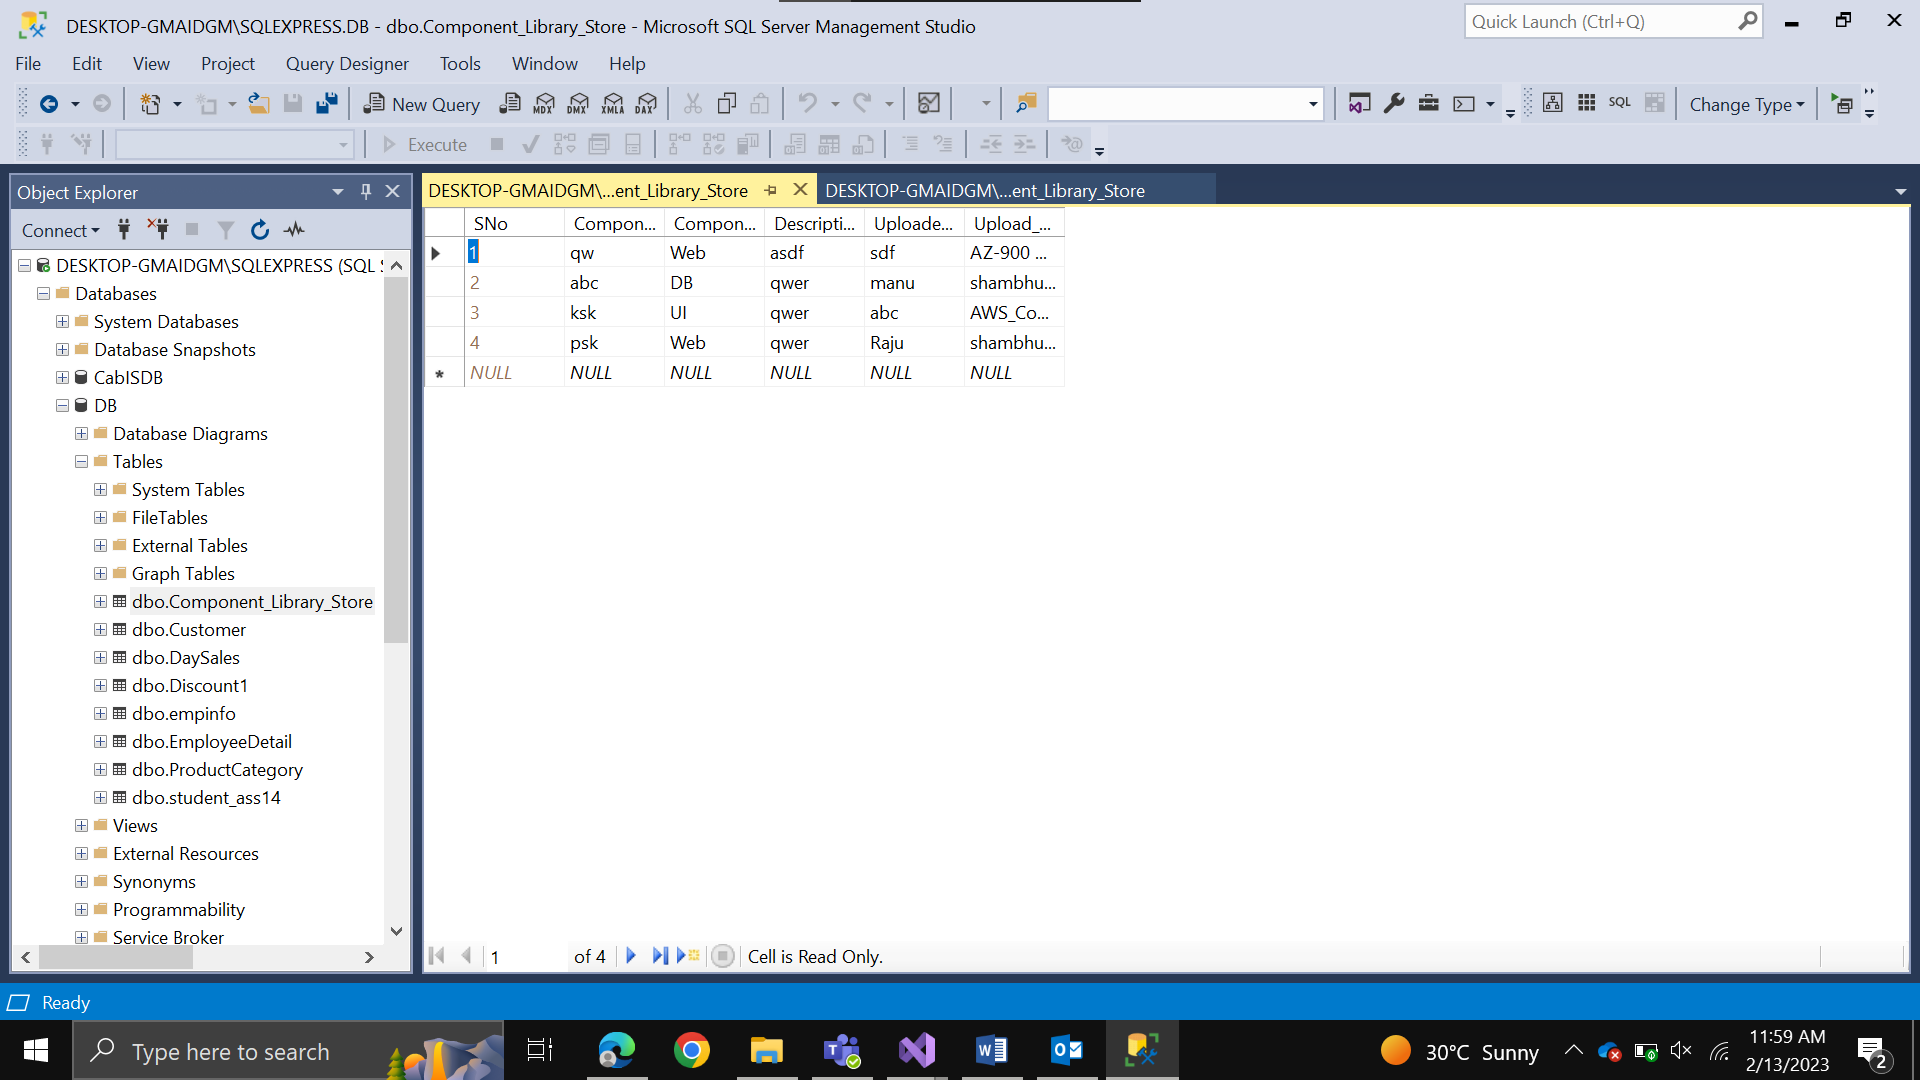 DESKTOP-GMAIDGM\SQLEXPRESS.DB - dbo.Component_Library_Store - Microsoft SQL Server Management Studio
Quick Launch (Ctrl+Q)
File Edit View Project Query Designer Tools Window Help
New Query MDX DMX XMLA DAX SQL Change Type
Execute
Object Explorer
DESKTOP-GMAIDGM\...ent_Library_Store DESKTOP-GMAIDGM\...ent_Library_Store
Connect
SNo Compon... Compon... Descripti... Uploade... Upload_...
1 qw Web asdf sdf AZ-900 ...
2 abc DB qwer manu shambhu...
3 ksk UI qwer abc AWS_Co...
4 psk Web qwer Raju shambhu...
NULL NULL NULL NULL NULL NULL
DESKTOP-GMAIDGM\SQLEXPRESS (SQL S
Databases
System Databases
Database Snapshots
CabISDB
DB
Database Diagrams
Tables
System Tables
FileTables
External Tables
Graph Tables
dbo.Component_Library_Store
dbo.Customer
dbo.DaySales
dbo.Discount1
dbo.empinfo
dbo.EmployeeDetail
dbo.ProductCategory
dbo.student_ass14
Views
External Resources
Synonyms
Programmability
Service Broker
1 of 4 Cell is Read Only.
Ready
Type here to search
30°C Sunny
11:59 AM
2/13/2023
2